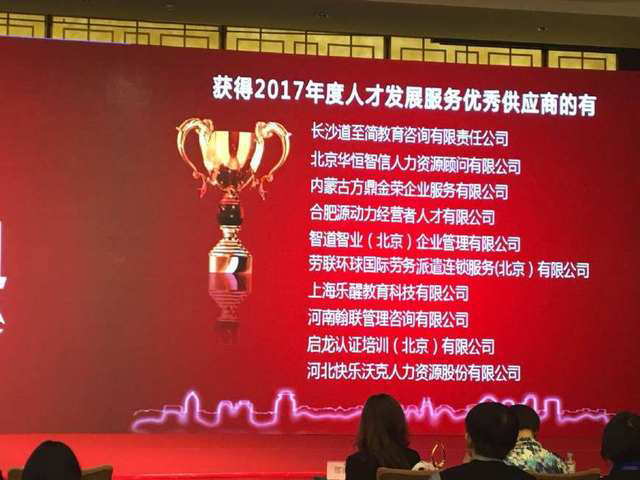 获得2017年度人才发展服务优秀供应商的有
长沙道至简教育咨询有限责任公司
北京华恒智信人力资源顾问有限公司
内蒙古方鼎金荣企业服务有限公司
合肥源动力经营者人才有限公司
智道智业（北京）企业管理有限公司
劳联环球国际劳务派遣连锁服务(北京）有限公司
上海乐醒教育科技有限公司
河南翰联管理咨询有限公司
启龙认证培训（北京）有限公司
河北快乐沃克人力资源股份有限公司